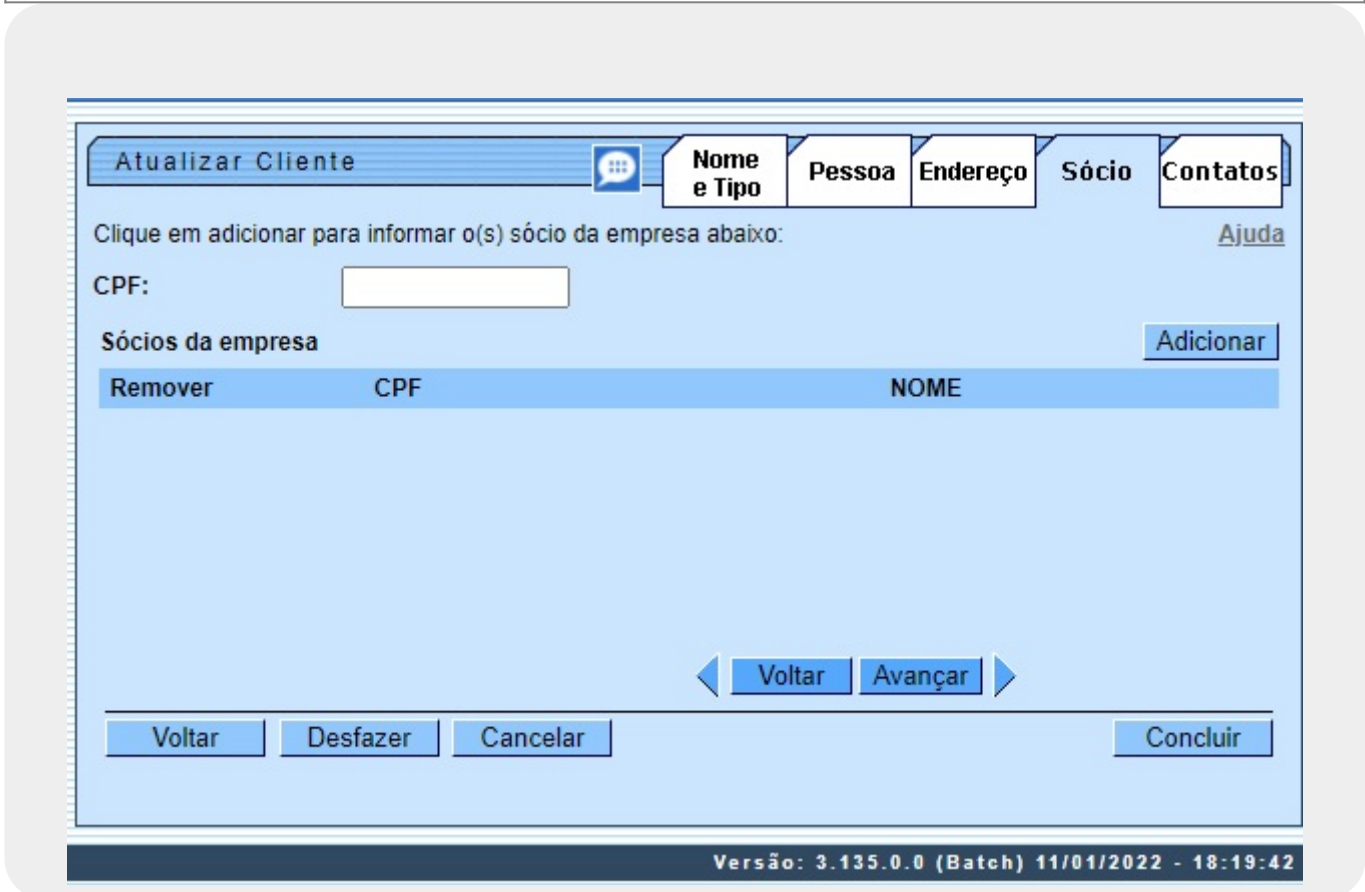 Atualizar Cliente
Nome e Tipo
Pessoa
Endereço
Sócio
Contatos
Clique em adicionar para informar o(s) sócio da empresa abaixo:
Ajuda
CPF:
Sócios da empresa
Adicionar
Remover CPF NOME
Voltar Avançar
Voltar Desfazer Cancelar Concluir
Versão: 3.135.0.0 (Batch) 11/01/2022 - 18:19:42